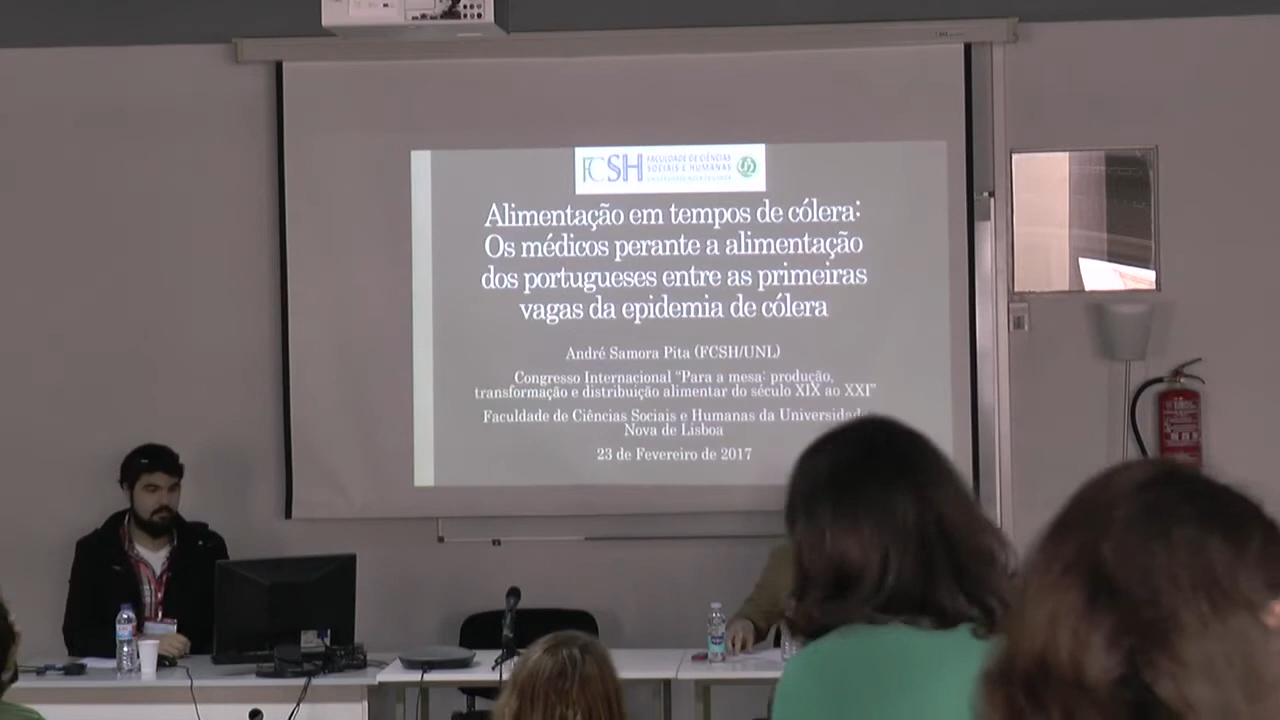 FCSH
FACULDADE DE CIÊNCIAS
SOCIAIS E HUMANAS
Alimentação em tempos de cólera:
Os médicos perante a alimentação
dos portugueses entre as primeiras
vagas da epidemia de cólera
André Samora Pita (FCSH/UNL)
Congresso Internacional “Para a mesa: produção,
transformação e distribuição alimentar do século XIX ao XXI”
Faculdade de Ciências Sociais e Humanas da Universidade
Nova de Lisboa
23 de Fevereiro de 2017